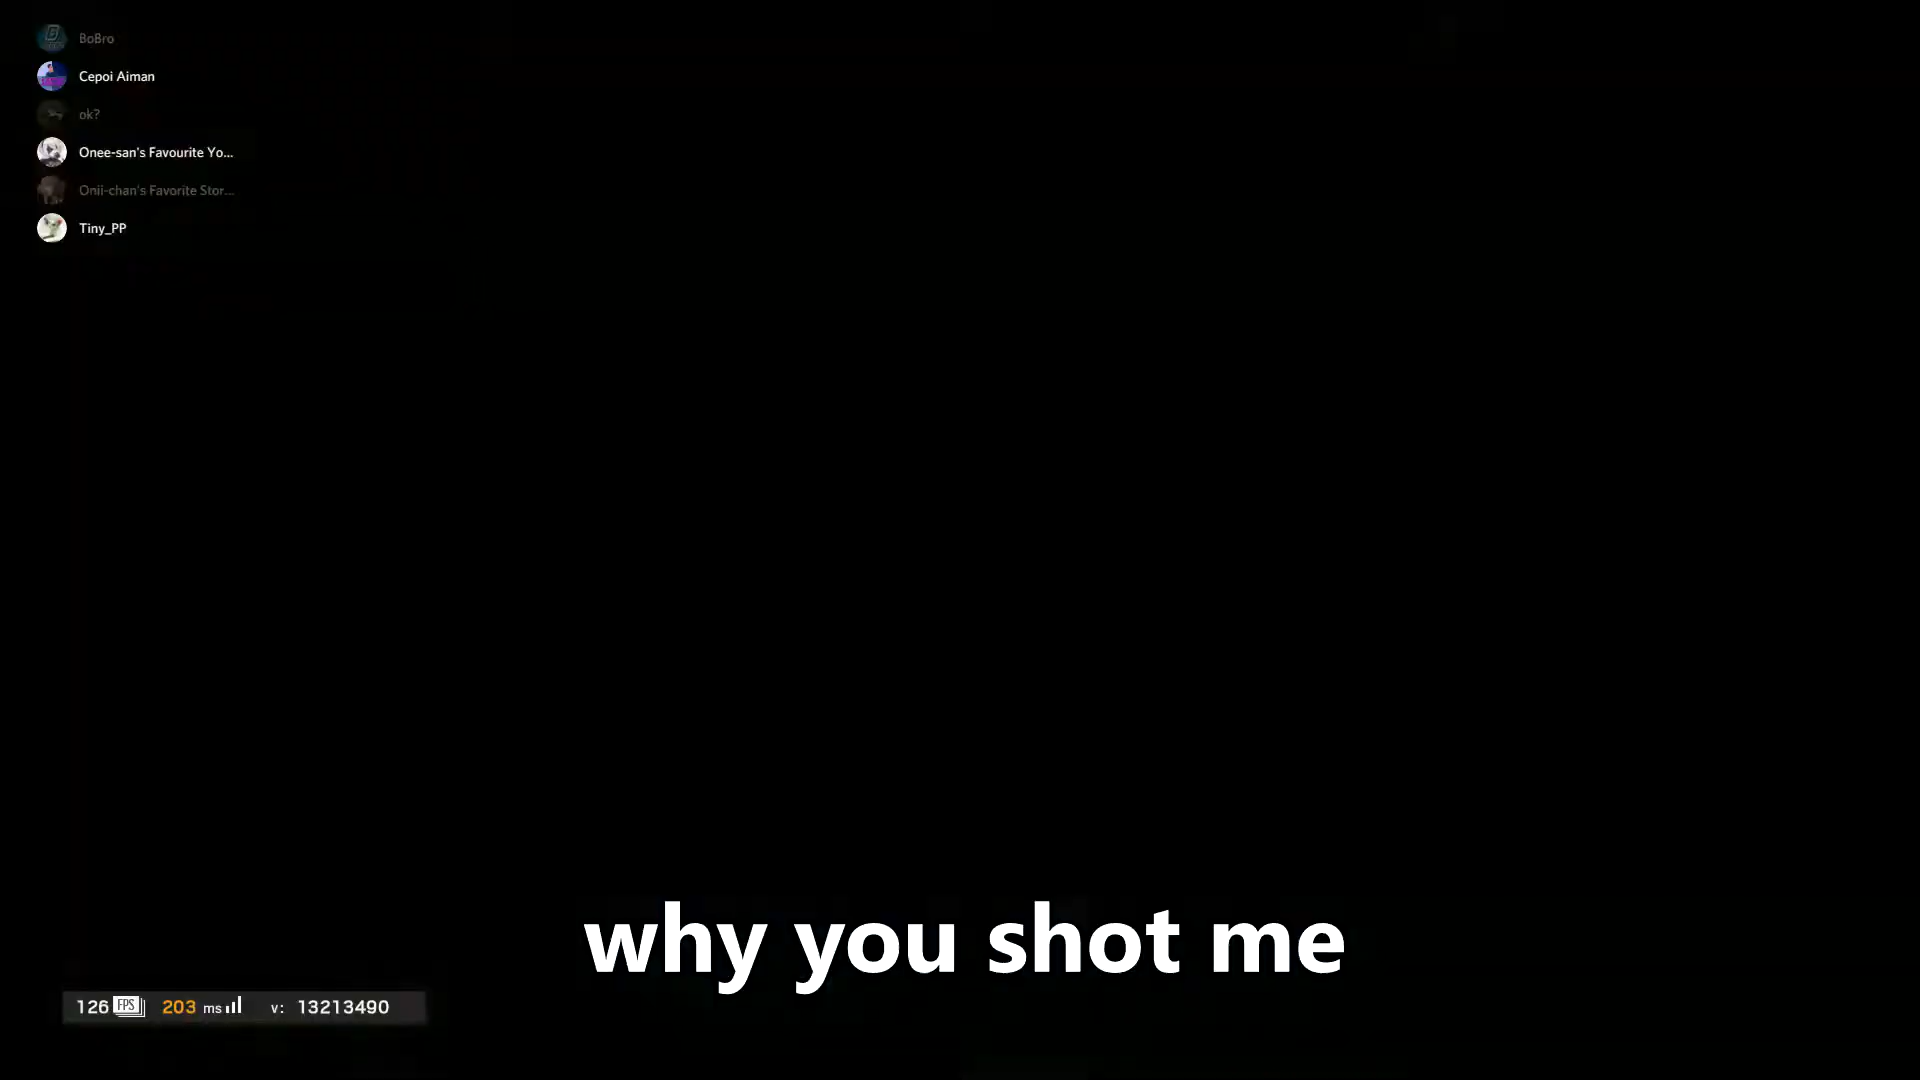 BoBro
Cepoi Aiman
ok?
Onee-san's Favourite Yo...
Onii-chan's Favorite Stor...
Tiny_PP
why you shot me
126 FPS 203 ms v: 13213490